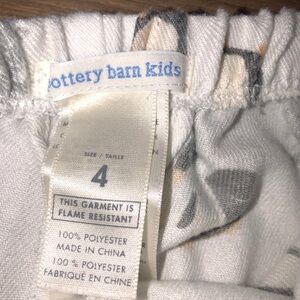 pottery barn kids
SIZE / TAILLE
4
THIS GARMENT IS
FLAME RESISTANT
100% POLYESTER
MADE IN CHINA
100 % POLYESTER
FABRIQUÉ EN CHINE